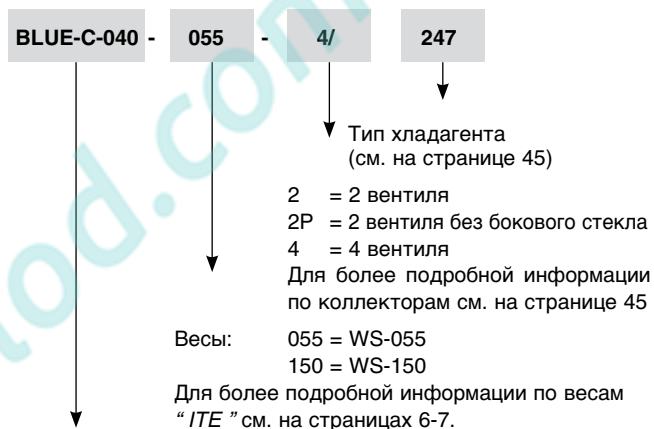 BLUE-C-040 - 055 - 4/ 247
Тип хладагента
(см. на странице 45)
2 = 2 вентиля
2P = 2 вентиля без бокового стекла
4 = 4 вентиля
Для более подробной информации
по коллекторам см. на странице 45
Весы: 055 = WS-055
150 = WS-150
Для более подробной информации по весам
“ ITE ” см. на страницах 6-7.